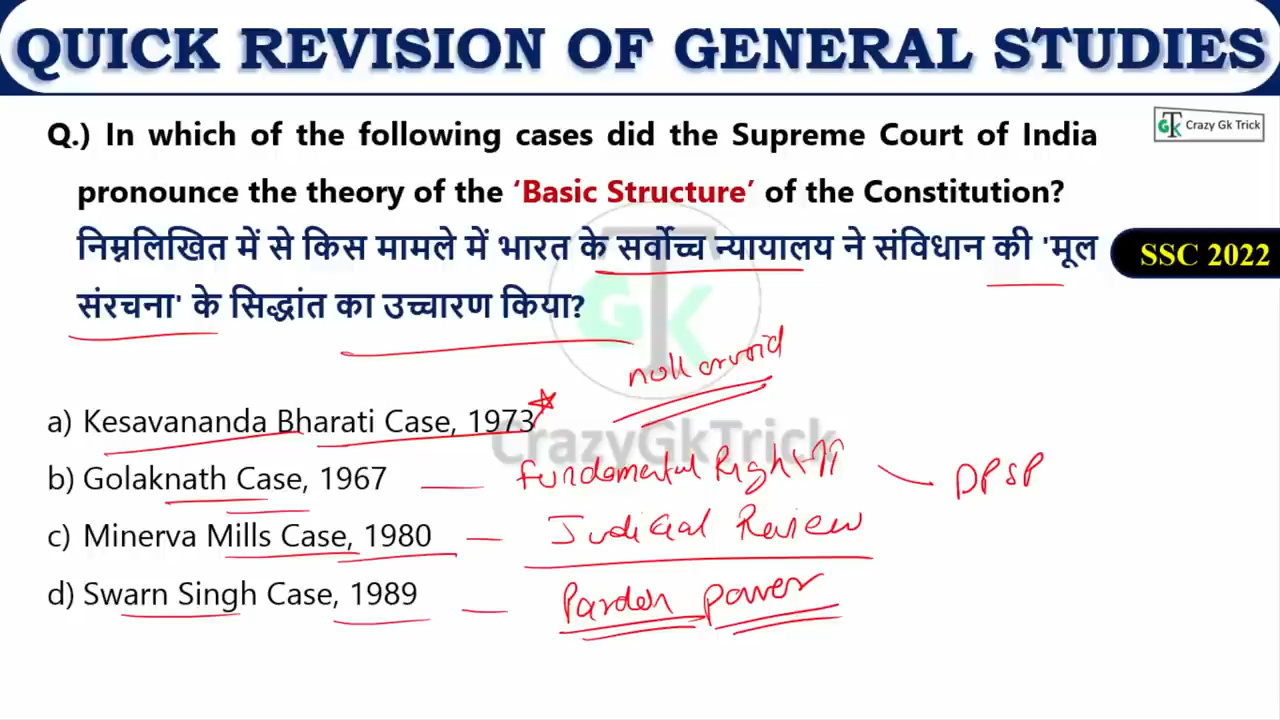 QUICK REVISION OF GENERAL STUDIES
Crazy Gk Trick
Q.) In which of the following cases did the Supreme Court of India
pronounce the theory of the ‘Basic Structure’ of the Constitution?
निम्नलिखित में से किस मामले में भारत के सर्वोच्च न्यायालय ने संविधान की 'मूल
SSC 2022
संरचना' के सिद्धांत का उच्चारण किया?
null or void
a) Kesavananda Bharati Case, 1973
CrazyGkTrick
b) Golaknath Case, 1967
Fundamental Right
DPSP
c) Minerva Mills Case, 1980
Judicial Review
d) Swarn Singh Case, 1989
Pardon power